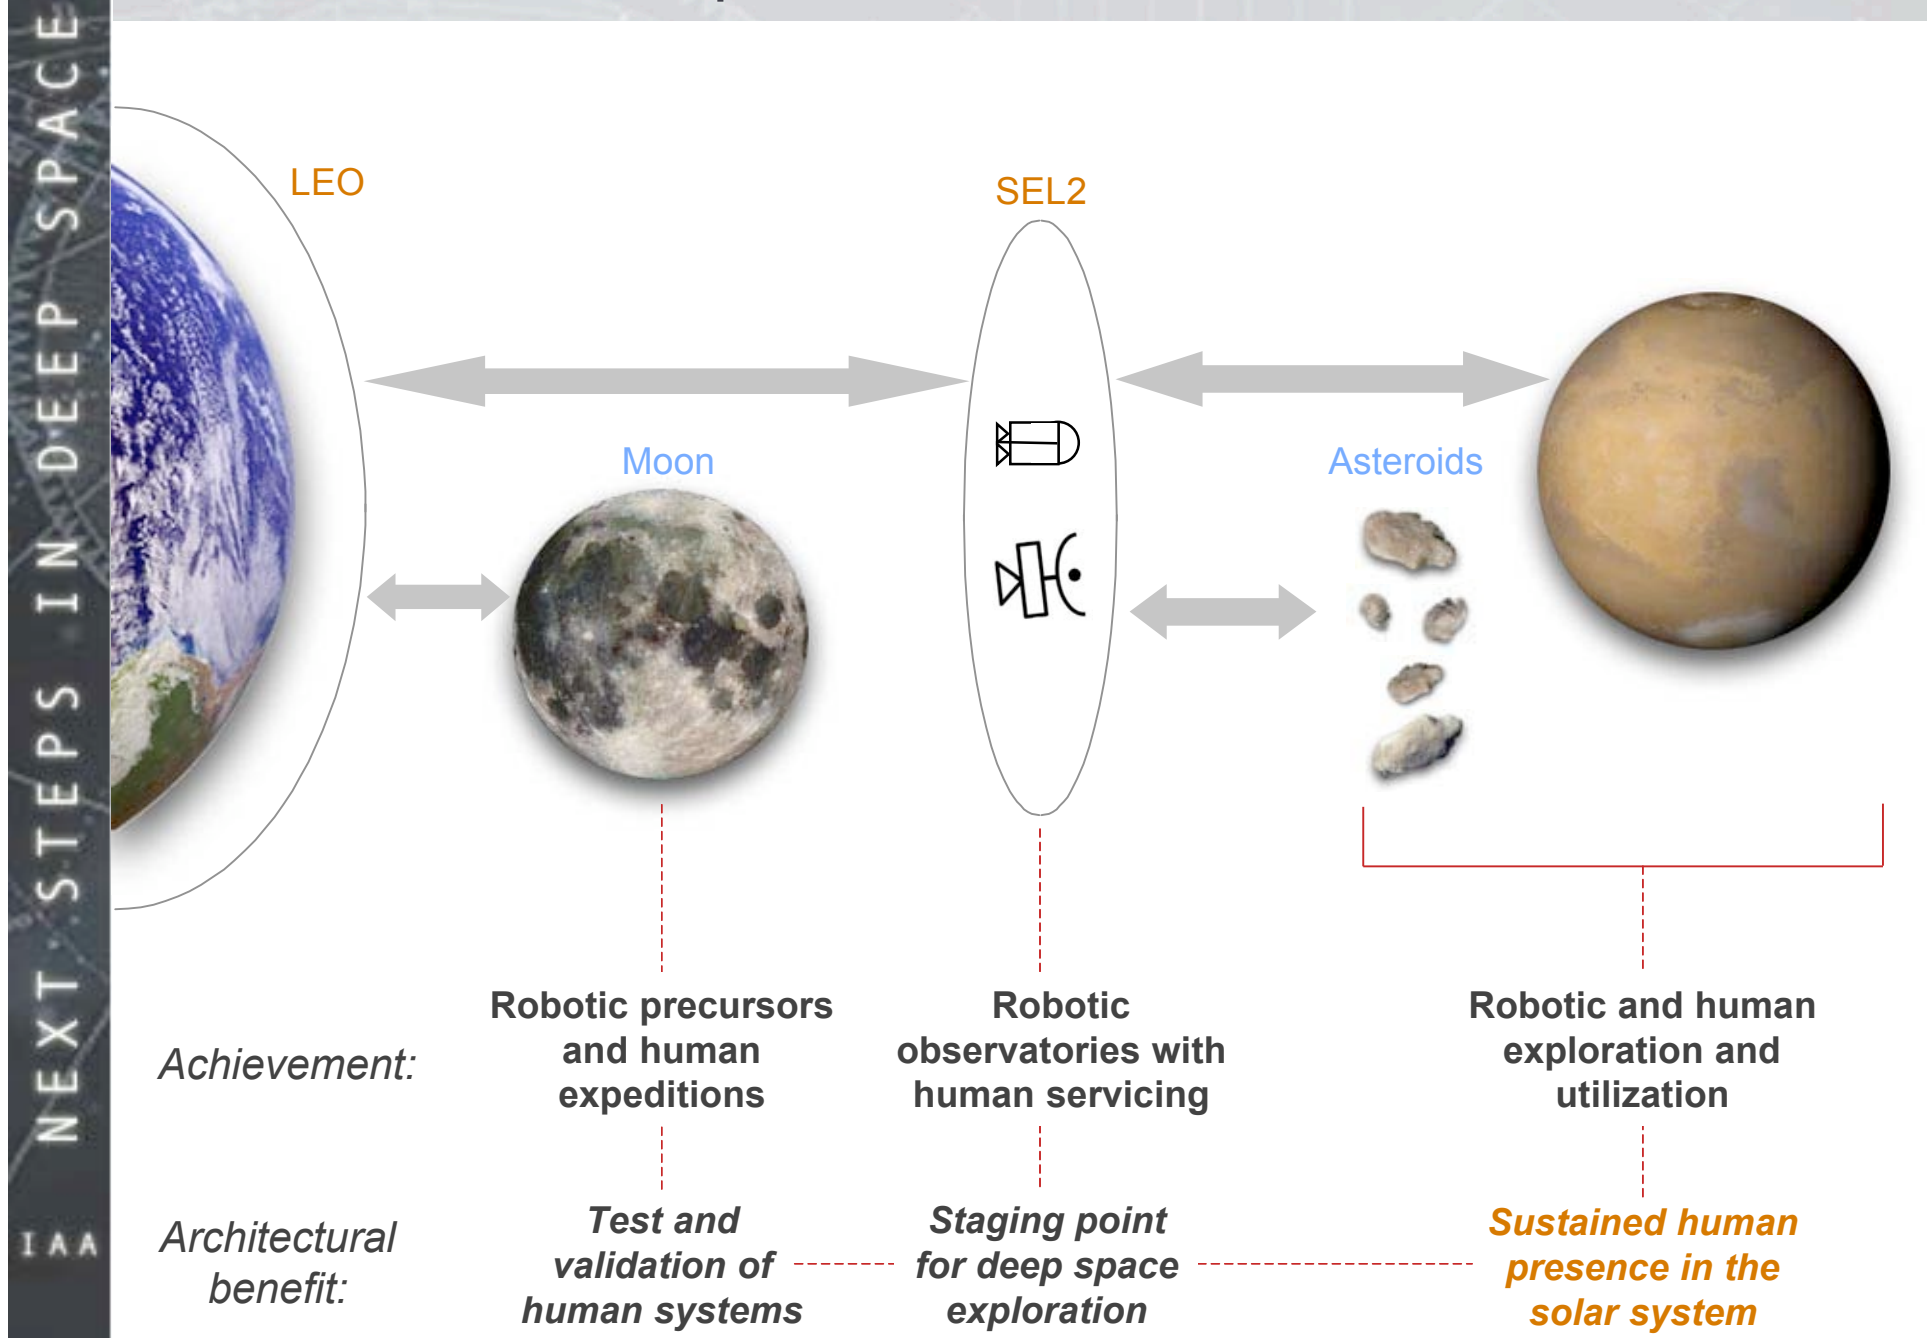 NEXT STEPS IN DEEP SPACE
IAA
LEO
SEL2
Moon
Asteroids
Achievement:
Robotic precursors
and human
expeditions
Robotic
observatories with
human servicing
Robotic and human
exploration and
utilization
Architectural
benefit:
Test and
validation of
human systems
Staging point
for deep space
exploration
Sustained human
presence in the
solar system